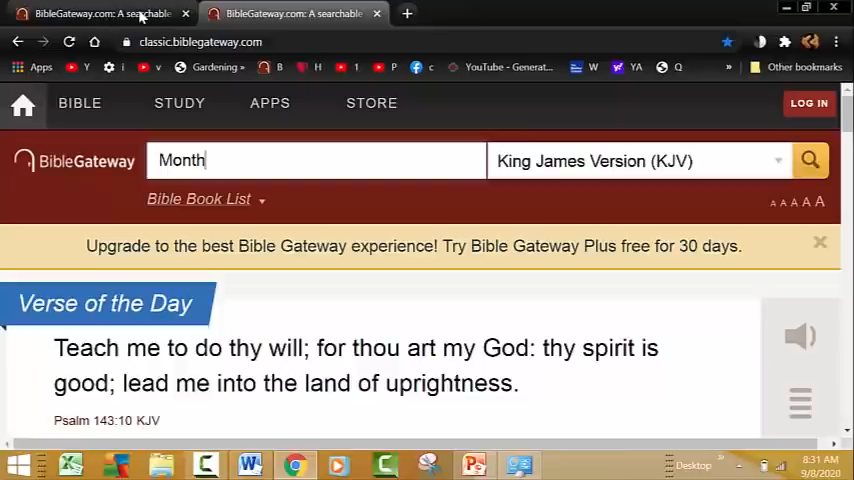 BibleGateway.com: A searchable
BibleGateway.com: A searchable
classic.biblegateway.com
Apps
Y
i
v
Gardening »
B
H
1
P
c
YouTube - Generat...
W
YA
Q
»
Other bookmarks
BIBLE
STUDY
APPS
STORE
LOG IN
BibleGateway
Month
King James Version (KJV)
Bible Book List
A A A A A
Upgrade to the best Bible Gateway experience! Try Bible Gateway Plus free for 30 days.
Verse of the Day
Teach me to do thy will; for thou art my God: thy spirit is
good; lead me into the land of uprightness.
Psalm 143:10 KJV
Desktop
»
8:31 AM
9/8/2020